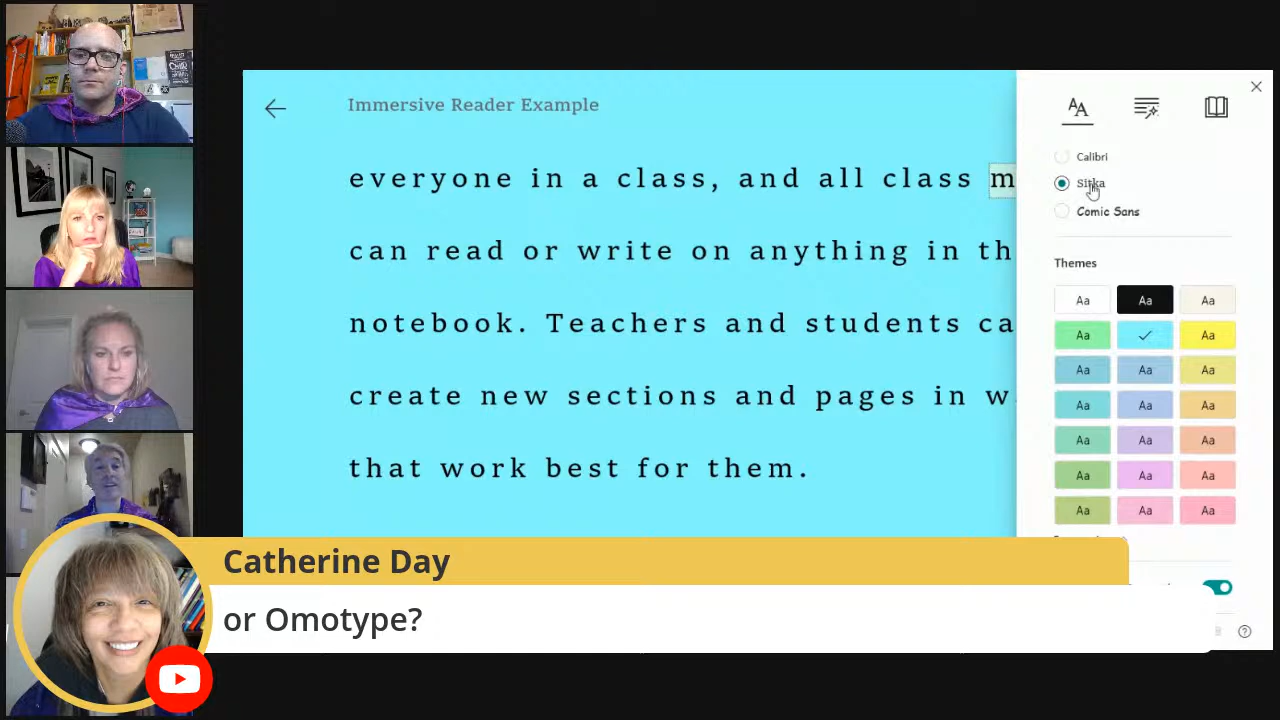 Immersive Reader Example
everyone in a class, and all class m
can read or write on anything in th
notebook. Teachers and students ca
create new sections and pages in w
that work best for them.
Calibri
Sitka
Comic Sans
Themes
Aa Aa Aa
Aa Aa
Aa Aa Aa
Aa Aa Aa
Aa Aa Aa
Aa Aa Aa
Aa Aa Aa
Catherine Day
or Omotype?